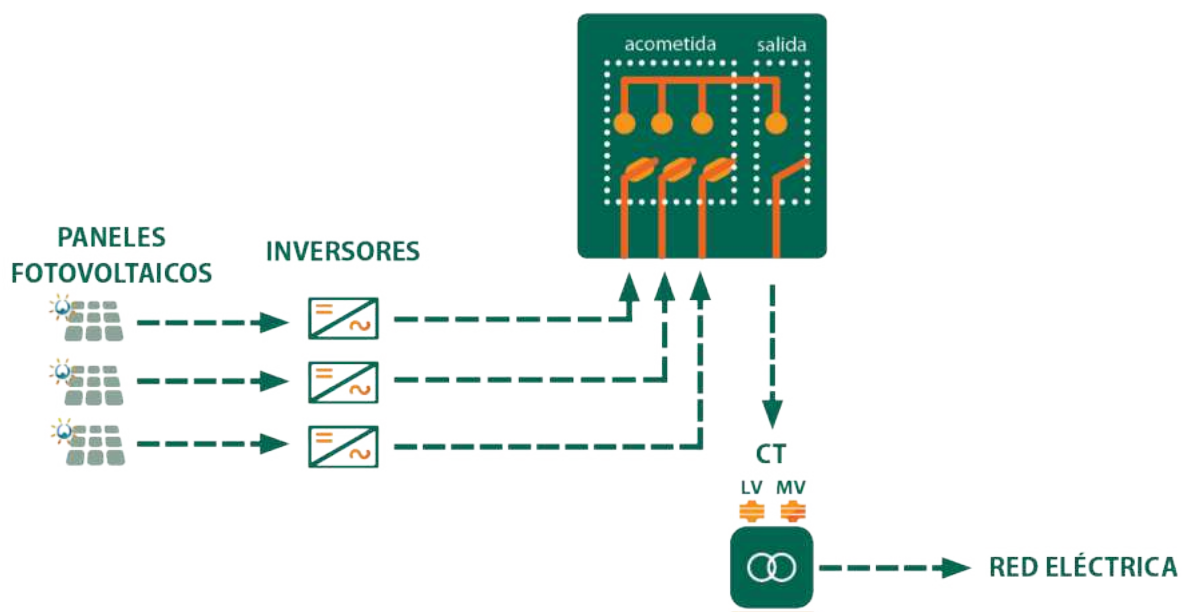 acometida
salida
PANELES
FOTOVOLTAICOS
INVERSORES
CT
LV
MV
RED ELÉCTRICA